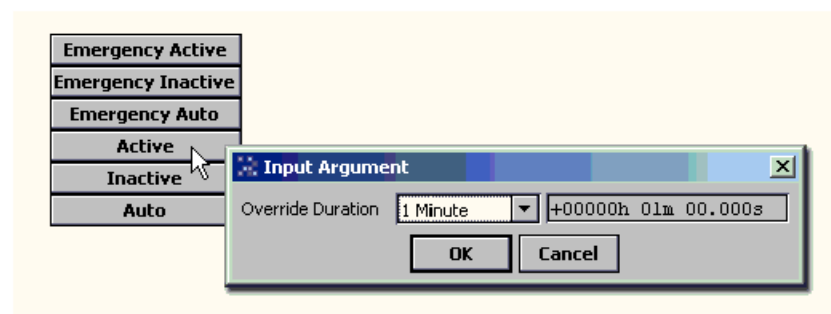 Emergency Active
Emergency Inactive
Emergency Auto
Active
Inactive
Auto
Input Argument
Override Duration 1 Minute +00000h 01m 00.000s
OK Cancel